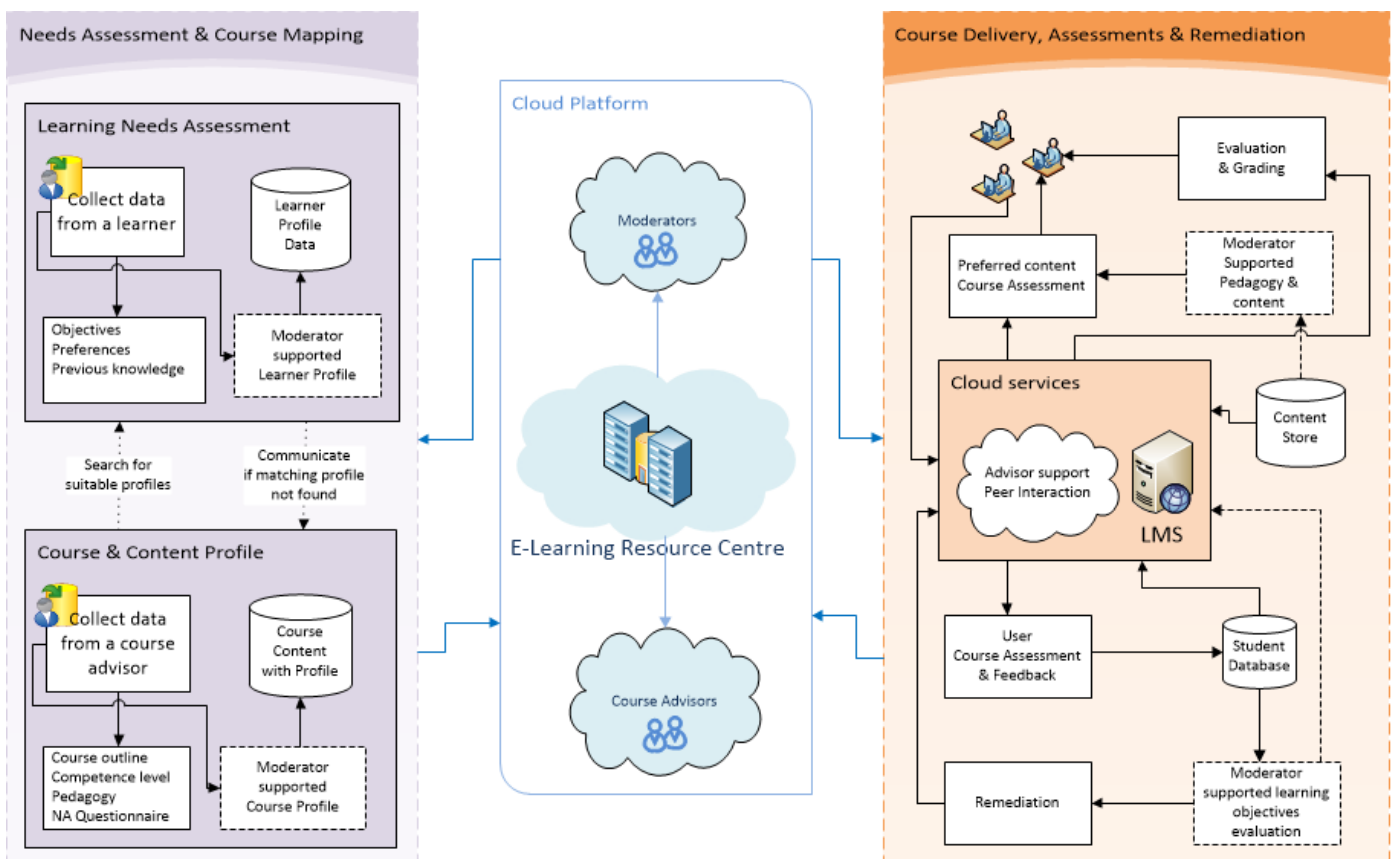 Needs Assessment & Course Mapping
Learning Needs Assessment
Collect data
from a learner
Learner
Profile
Data
Objectives
Preferences
Previous knowledge
Moderator
supported
Learner Profile
Search for
suitable profiles
Communicate
if matching profile
not found
Course & Content Profile
Collect data
from a course
advisor
Course
Content
with Profile
Course outline
Competence level
Pedagogy
NA Questionnaire
Moderator
supported
Course Profile
Cloud Platform
Moderators
E-Learning Resource Centre
Course Advisors
Course Delivery, Assessments & Remediation
Evaluation
& Grading
Preferred content
Course Assessment
Moderator
Supported
Pedagogy &
content
Cloud services
Advisor support
Peer Interaction
LMS
Content
Store
User
Course Assessment
& Feedback
Student
Database
Remediation
Moderator
supported learning
objectives
evaluation